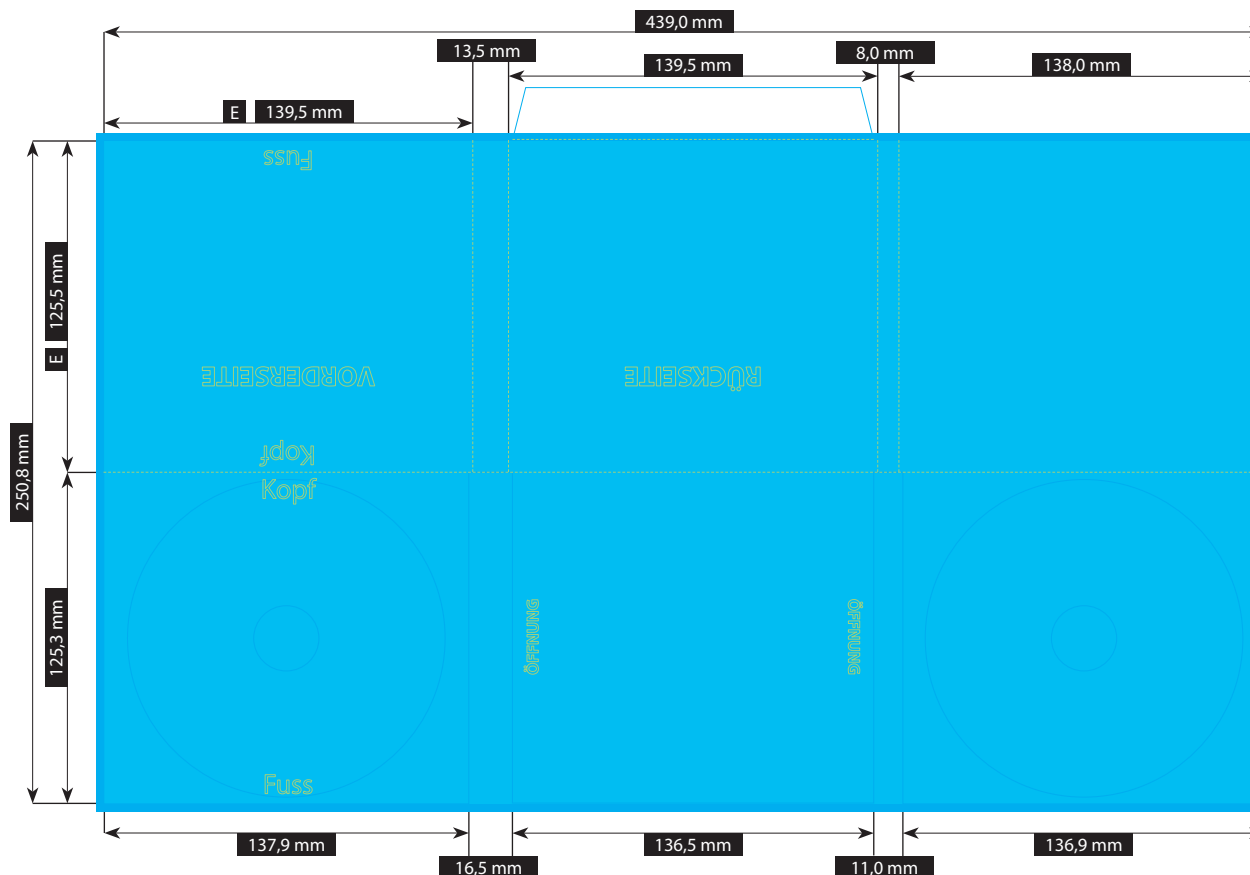 439,0 mm
13,5 mm
8,0 mm
139,5 mm
138,0 mm
E 139,5 mm
Fuss
E 125,5 mm
VORDERSEITE
RÜCKSEITE
Kopf
250,8 mm
Kopf
125,3 mm
ÖFFNUNG
ÖFFNUNG
Fuss
137,9 mm
136,5 mm
136,9 mm
16,5 mm
11,0 mm